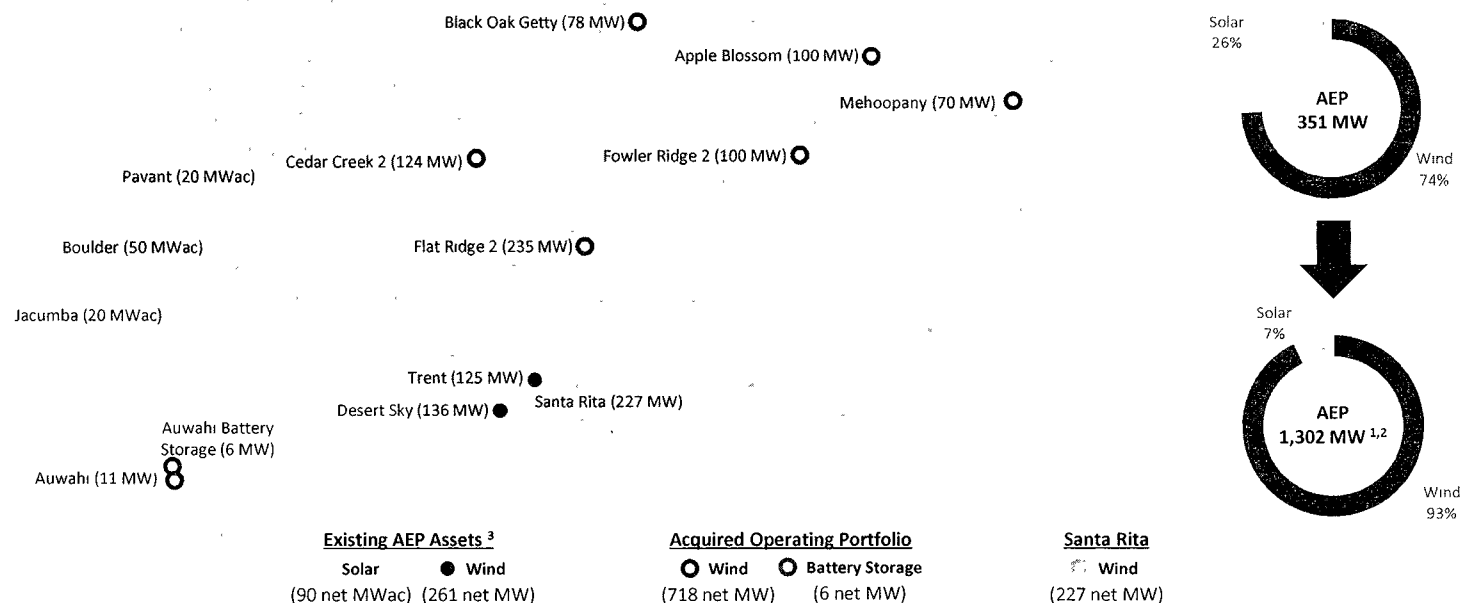 Black Oak Getty (78 MW)
Apple Blossom (100 MW)
Mehoopany (70 MW)
Cedar Creek 2 (124 MW)
Fowler Ridge 2 (100 MW)
Pavant (20 MWac)
Boulder (50 MWac)
Flat Ridge 2 (235 MW)
Jacumba (20 MWac)
Trent (125 MW)
Santa Rita (227 MW)
Desert Sky (136 MW)
Auwahi Battery
Storage (6 MW)
Auwahi (11 MW)
Solar
26%
AEP
351 MW
Wind
74%
Solar
7%
AEP
1,302 MW 1,2
Wind
93%
Existing AEP Assets 3
Solar
Wind
(90 net MWac) (261 net MW)
Acquired Operating Portfolio
Wind
Battery Storage
(718 net MW) (6 net MW)
Santa Rita
Wind
(227 net MW)